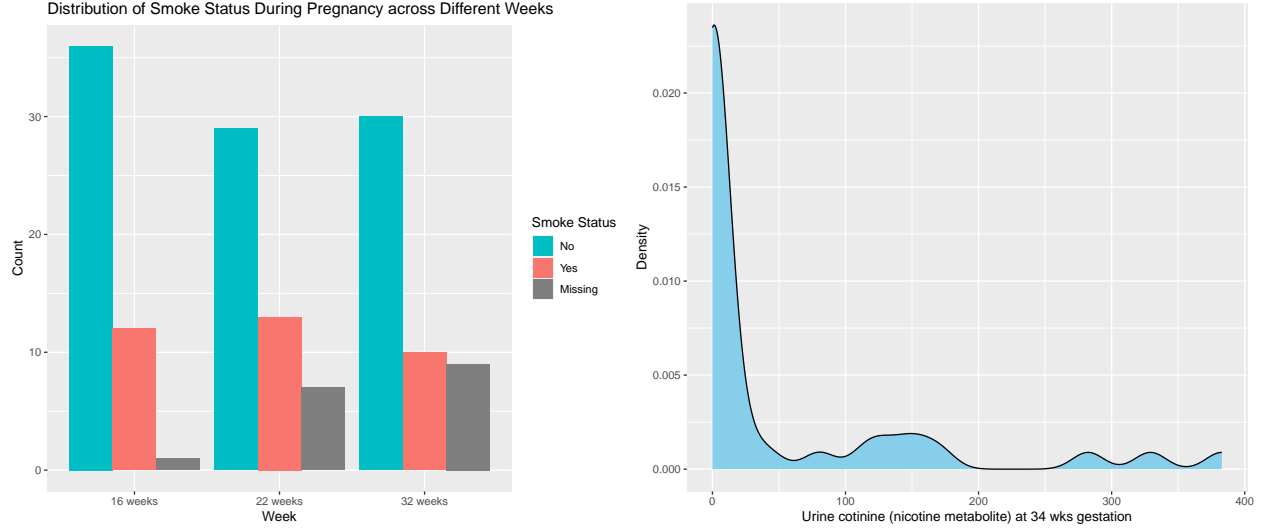 Distribution of Smoke Status During Pregnancy across Different Weeks
30
20
10
0
Count
16 weeks
22 weeks
32 weeks
Week
Smoke Status
No
Yes
Missing
0.020
0.015
0.010
0.005
0.000
Density
0
100
200
300
400
Urine cotinine (nicotine metabolite) at 34 wks gestation